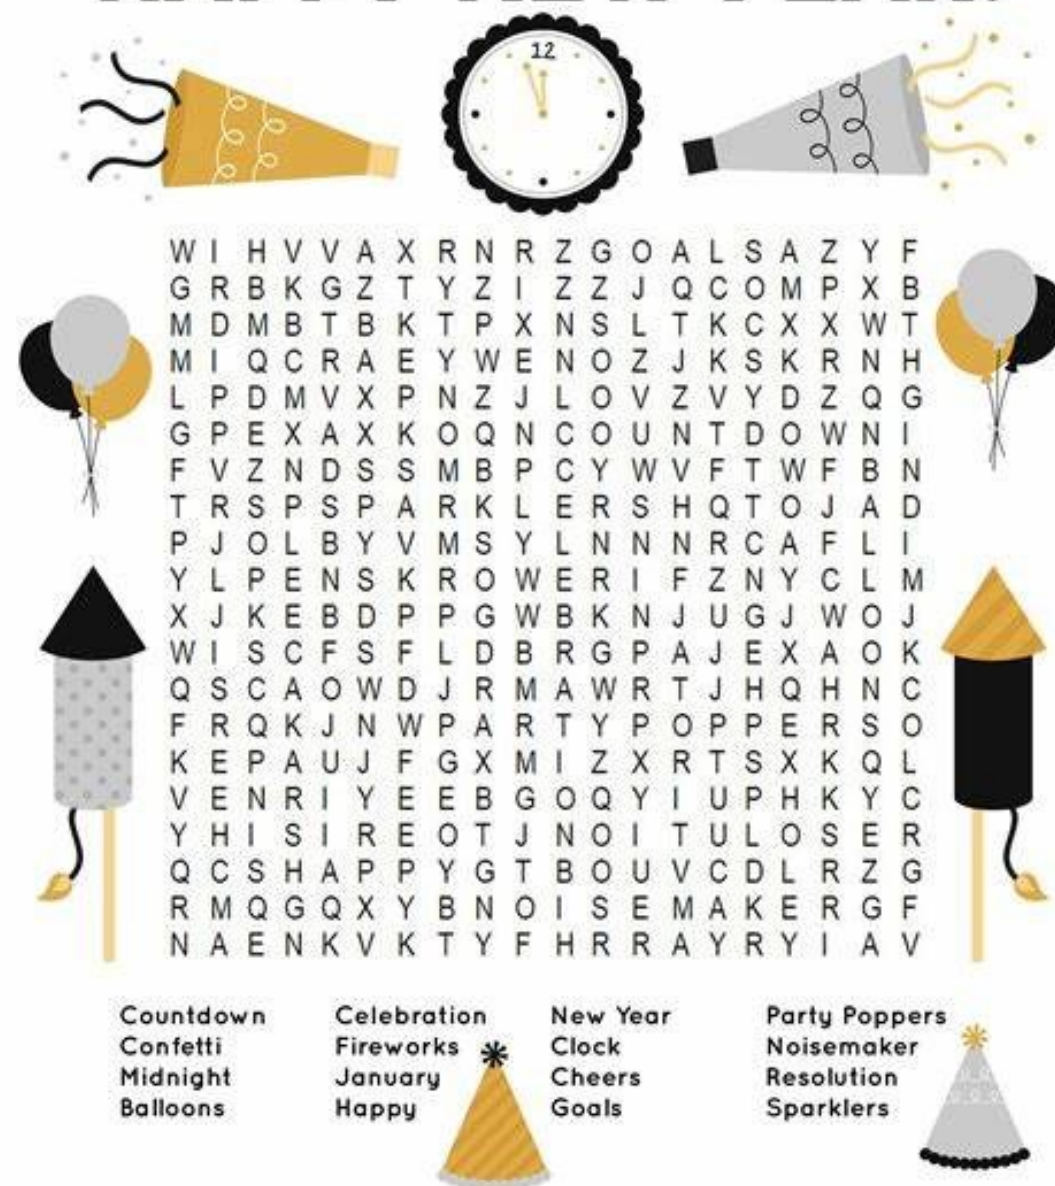 12
W I H V V A X R N R Z G O A L S A Z Y F
G R B K G Z T Y Z I Z Z J Q C O M P X B
M D M B T B K T P X N S L T K C X X W T
M I Q C R A E Y W E N O Z J K S K R N H
L P D M V X P N Z J L O V Z V Y D Z Q G
G P E X A X K O Q N C O U N T D O W N I
F V Z N D S S M B P C Y W V F T W F B N
T R S P S P A R K L E R S H Q T O J A D
P J O L B Y V M S Y L N N N R C A F L I
Y L P E N S K R O W E R I F Z N Y C L M
X J K E B D P P G W B K N J U G J W O J
W I S C F S F L D B R G P A J E X A O K
Q S C A O W D J R M A W R T J H Q H N C
F R Q K J N W P A R T Y P O P P E R S O
K E P A U J F G X M I Z X R T S X K Q L
V E N R I Y E E B G O Q Y I U P H K Y C
Y H I S I R E O T J N O I T U L O S E R
Q C S H A P P Y G T B O U V C D L R Z G
R M Q G Q X Y B N O I S E M A K E R G F
N A E N K V K T Y F H R R A Y R Y I A V
Countdown Celebration New Year Party Poppers
Confetti Fireworks Clock Noisemaker
Midnight January Cheers Resolution
Balloons Happy Goals Sparklers